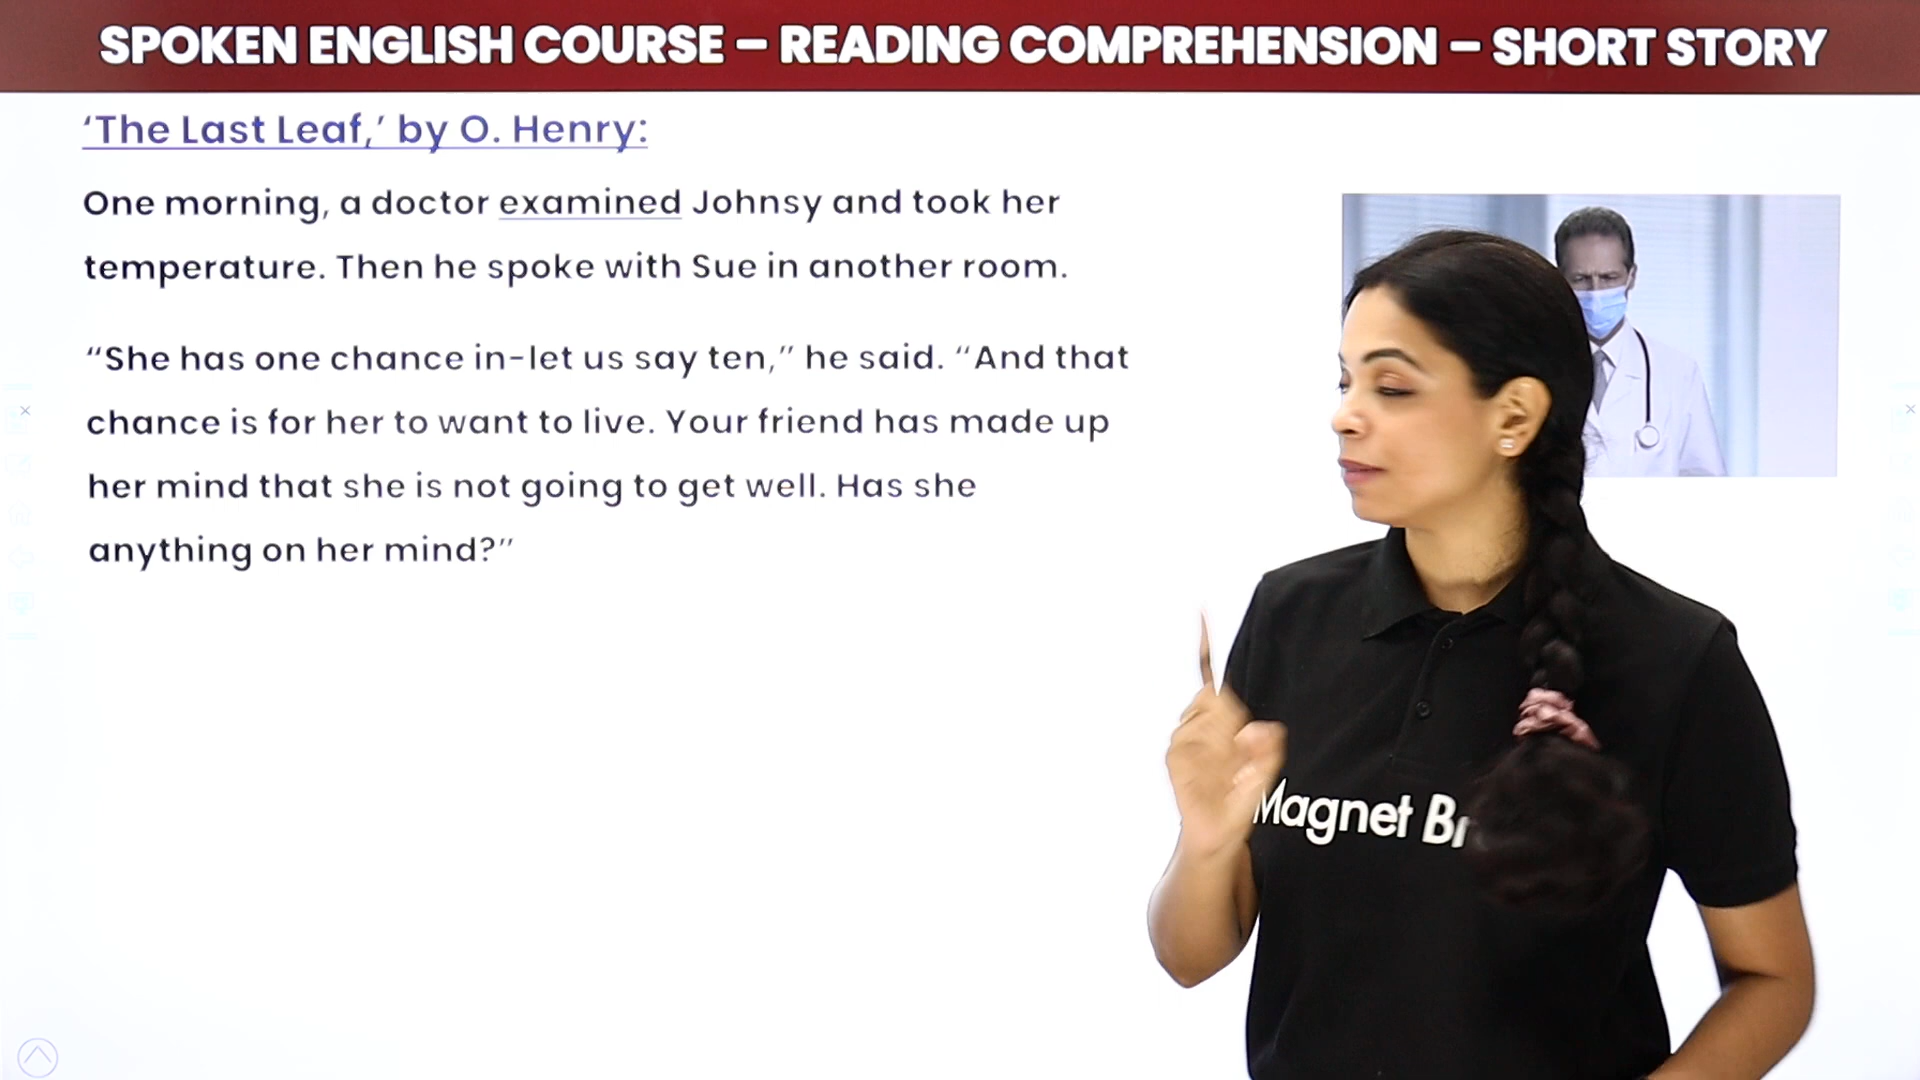 SPOKEN ENGLISH COURSE – READING COMPREHENSION – SHORT STORY
‘The Last Leaf,’ by O. Henry:
One morning, a doctor examined Johnsy and took her
temperature. Then he spoke with Sue in another room.
“She has one chance in-let us say ten,” he said. “And that
chance is for her to want to live. Your friend has made up
her mind that she is not going to get well. Has she
anything on her mind?”
Magnet